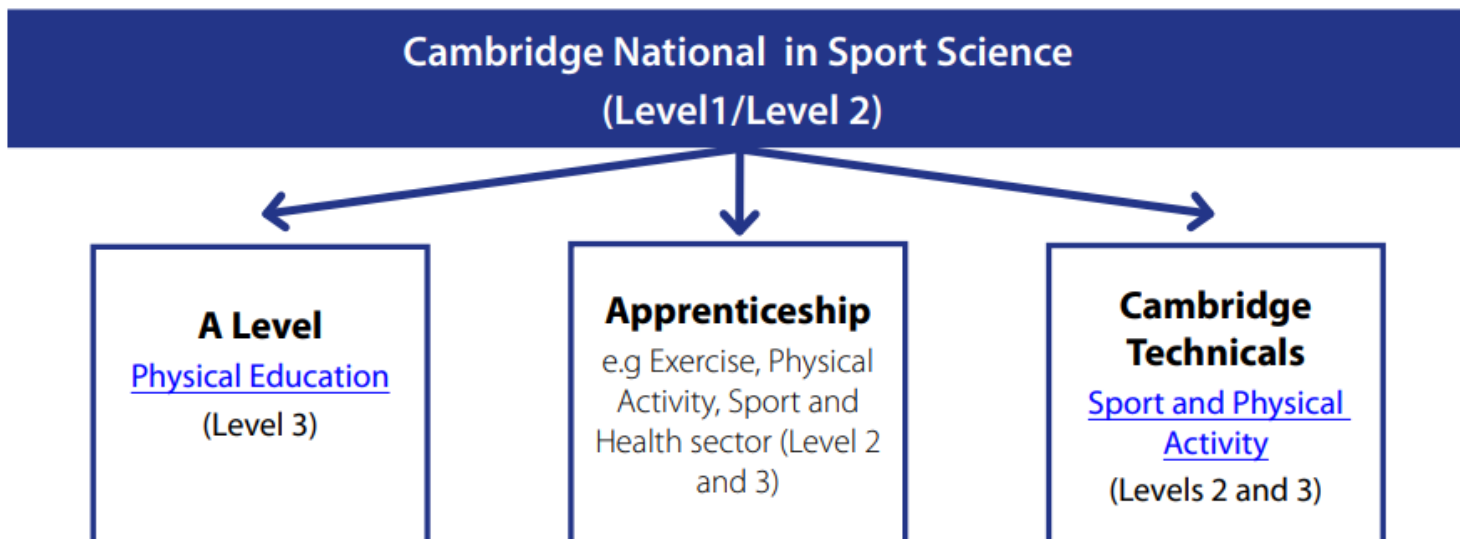 Cambridge National in Sport Science
(Level1/Level 2)
A Level
Physical Education
(Level 3)
Apprenticeship
e.g Exercise, Physical
Activity, Sport and
Health sector (Level 2
and 3)
Cambridge
Technicals
Sport and Physical
Activity
(Levels 2 and 3)